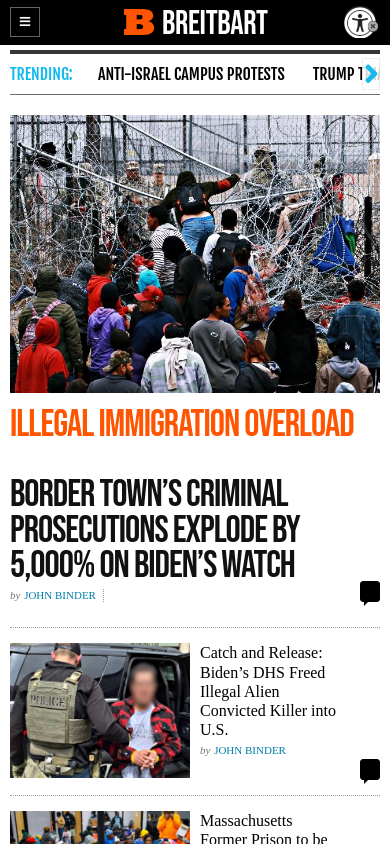 BREITBART
TRENDING: ANTI-ISRAEL CAMPUS PROTESTS TRUMP T
ILLEGAL IMMIGRATION OVERLOAD
BORDER TOWN’S CRIMINAL
PROSECUTIONS EXPLODE BY
5,000% ON BIDEN’S WATCH
by JOHN BINDER
POLICE
Catch and Release:
Biden’s DHS Freed
Illegal Alien
Convicted Killer into
U.S.
by JOHN BINDER
Massachusetts
Former Prison to be